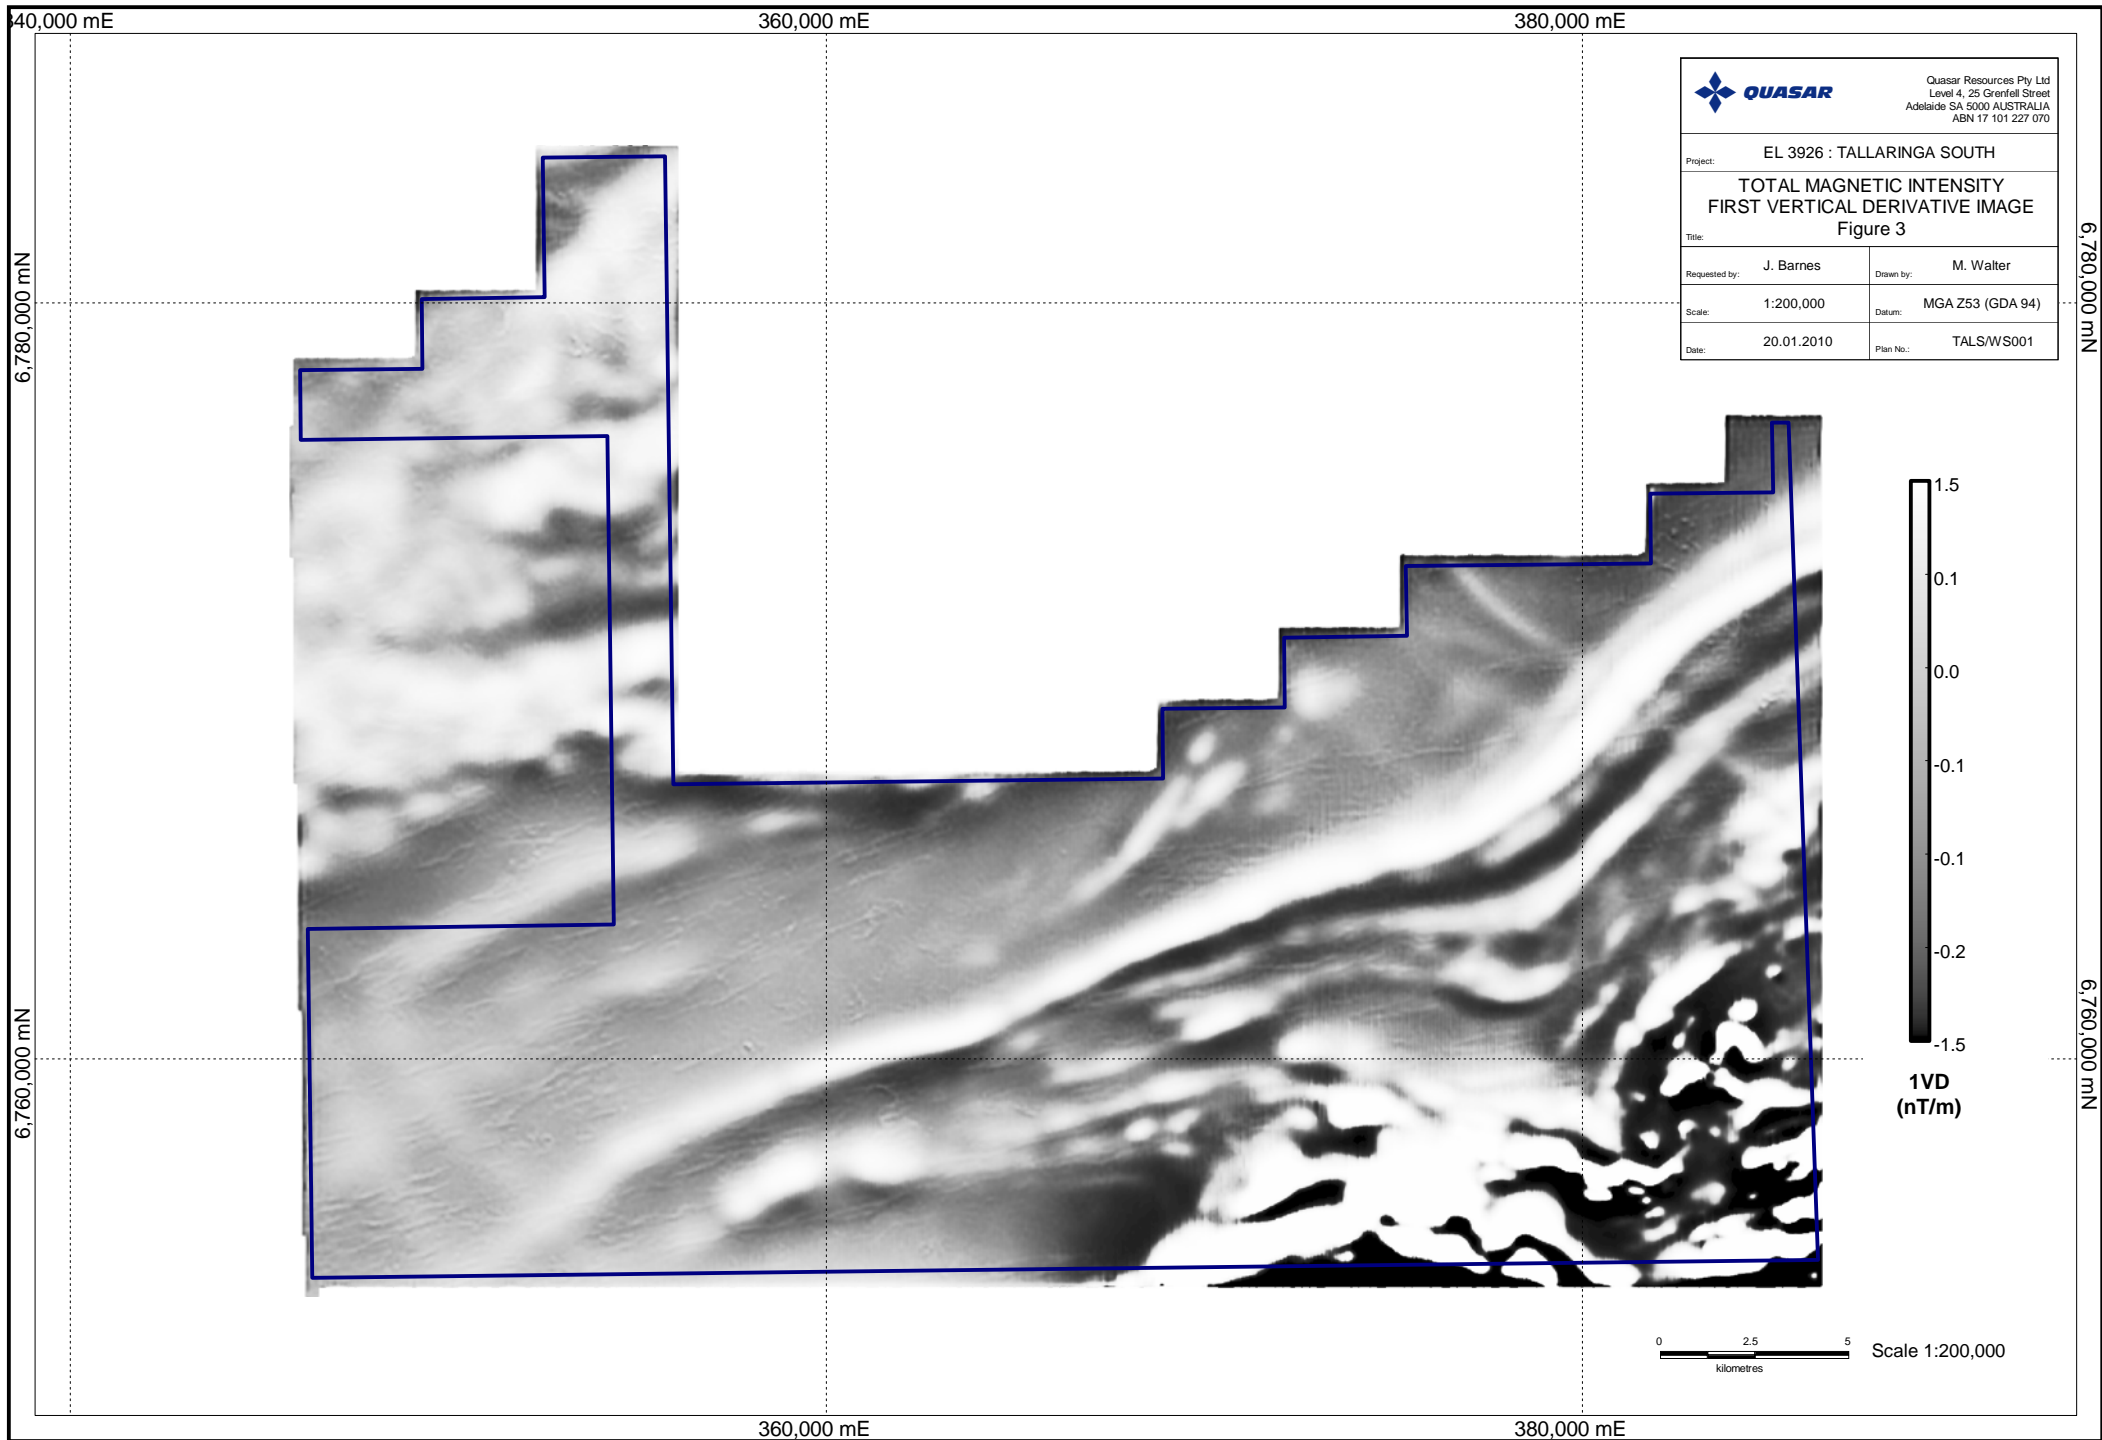 340,000 mE
360,000 mE
380,000 mE
QUASAR
Quasar Resources Pty Ltd
Level 4, 25 Grenfell Street
Adelaide SA 5000 AUSTRALIA
ABN 17 101 227 070
Project: EL 3926 : TALLARINGA SOUTH
TOTAL MAGNETIC INTENSITY
FIRST VERTICAL DERIVATIVE IMAGE
Title: Figure 3
Requested by: J. Barnes
Drawn by: M. Walter
Scale: 1:200,000
Datum: MGA Z53 (GDA 94)
Date: 20.01.2010
Plan No.: TALS/WS001
6,780,000 mN
6,780,000 mN
1.5
0.1
0.0
-0.1
-0.1
-0.2
-1.5
1VD
(nT/m)
6,760,000 mN
6,760,000 mN
0 2.5 5
kilometres
Scale 1:200,000
360,000 mE
380,000 mE